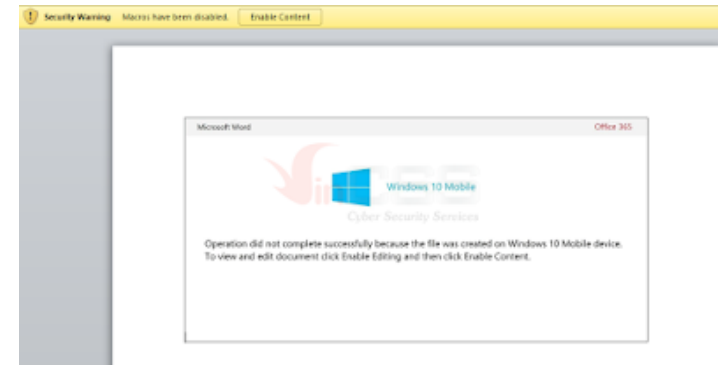 Security Warning Macros have been disabled. Enable Content
Microsoft Word Office 365
Windows 10 Mobile
Cyber Security Services
Operation did not complete successfully because the file was created on Windows 10 Mobile device.
To view and edit document click Enable Editing and then click Enable Content.